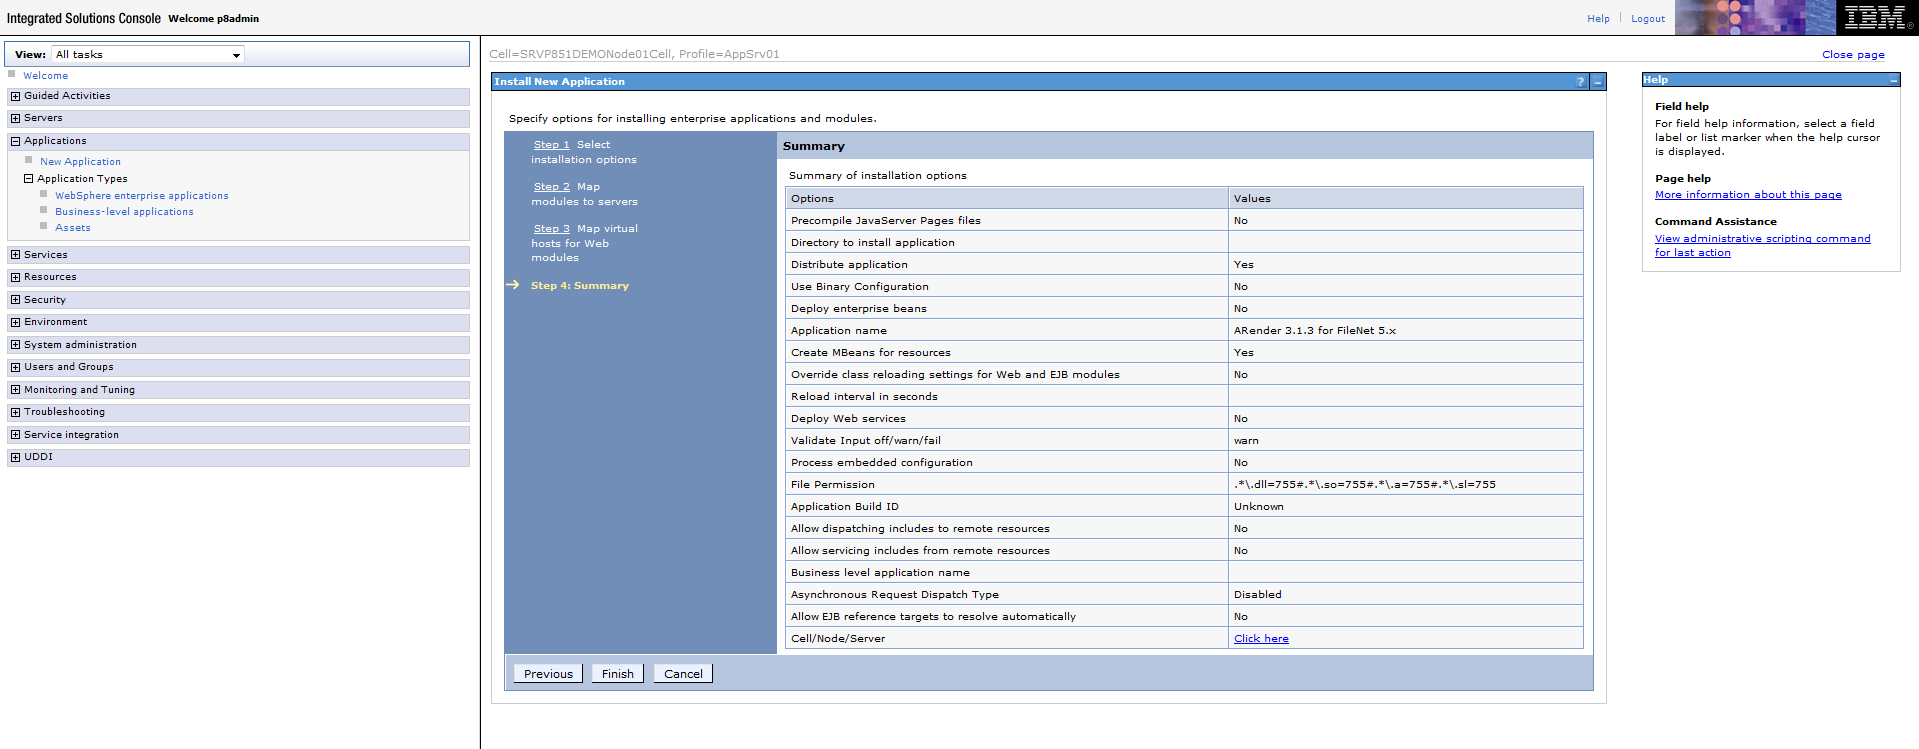 Integrated Solutions Console Welcome p8admin
Help Logout
IBM®
View: All tasks
Welcome
Guided Activities
Servers
Applications
New Application
Application Types
WebSphere enterprise applications
Business-level applications
Assets
Services
Resources
Security
Environment
System administration
Users and Groups
Monitoring and Tuning
Troubleshooting
Service integration
UDDI
Cell=SRVP851DEMONode01Cell, Profile=AppSrv01
Close page
Install New Application ? –
Specify options for installing enterprise applications and modules.
Step 1 Select
installation options
Step 2 Map
modules to servers
Step 3 Map virtual
hosts for Web
modules
Step 4: Summary
Summary
Summary of installation options
Options Values
Precompile JavaServer Pages files No
Directory to install application
Distribute application Yes
Use Binary Configuration No
Deploy enterprise beans No
Application name ARender 3.1.3 for FileNet 5.x
Create MBeans for resources Yes
Override class reloading settings for Web and EJB modules No
Reload interval in seconds
Deploy Web services No
Validate Input off/warn/fail warn
Process embedded configuration No
File Permission .*\.dll=755#.*\.so=755#.*\.a=755#.*\.sl=755
Application Build ID Unknown
Allow dispatching includes to remote resources No
Allow servicing includes from remote resources No
Business level application name
Asynchronous Request Dispatch Type Disabled
Allow EJB reference targets to resolve automatically No
Cell/Node/Server Click here
Previous Finish Cancel
Help –
Field help
For field help information, select a field
label or list marker when the help cursor
is displayed.
Page help
More information about this page
Command Assistance
View administrative scripting command
for last action